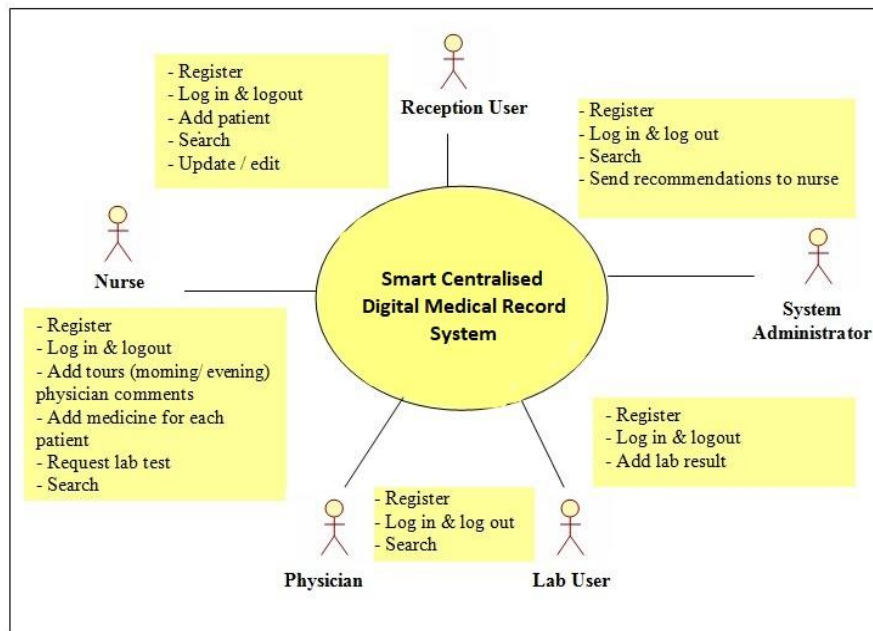 - Register
- Log in & logout
- Add patient
- Search
- Update / edit
Reception User
- Register
- Log in & log out
- Search
- Send recommendations to nurse
Nurse
Smart Centralised
Digital Medical Record
System
System
Administrator
- Register
- Log in & logout
- Add tours (morning/ evening)
physician comments
- Add medicine for each
patient
- Request lab test
- Search
- Register
- Log in & logout
- Add lab result
- Register
- Log in & log out
- Search
Physician
Lab User